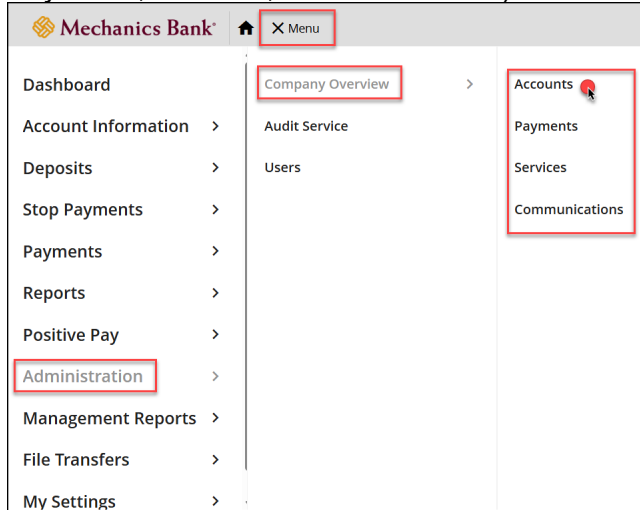 Mechanics Bank
Menu
Dashboard
Account Information
Deposits
Stop Payments
Payments
Reports
Positive Pay
Administration
Management Reports
File Transfers
My Settings
Company Overview
Audit Service
Users
Accounts
Payments
Services
Communications